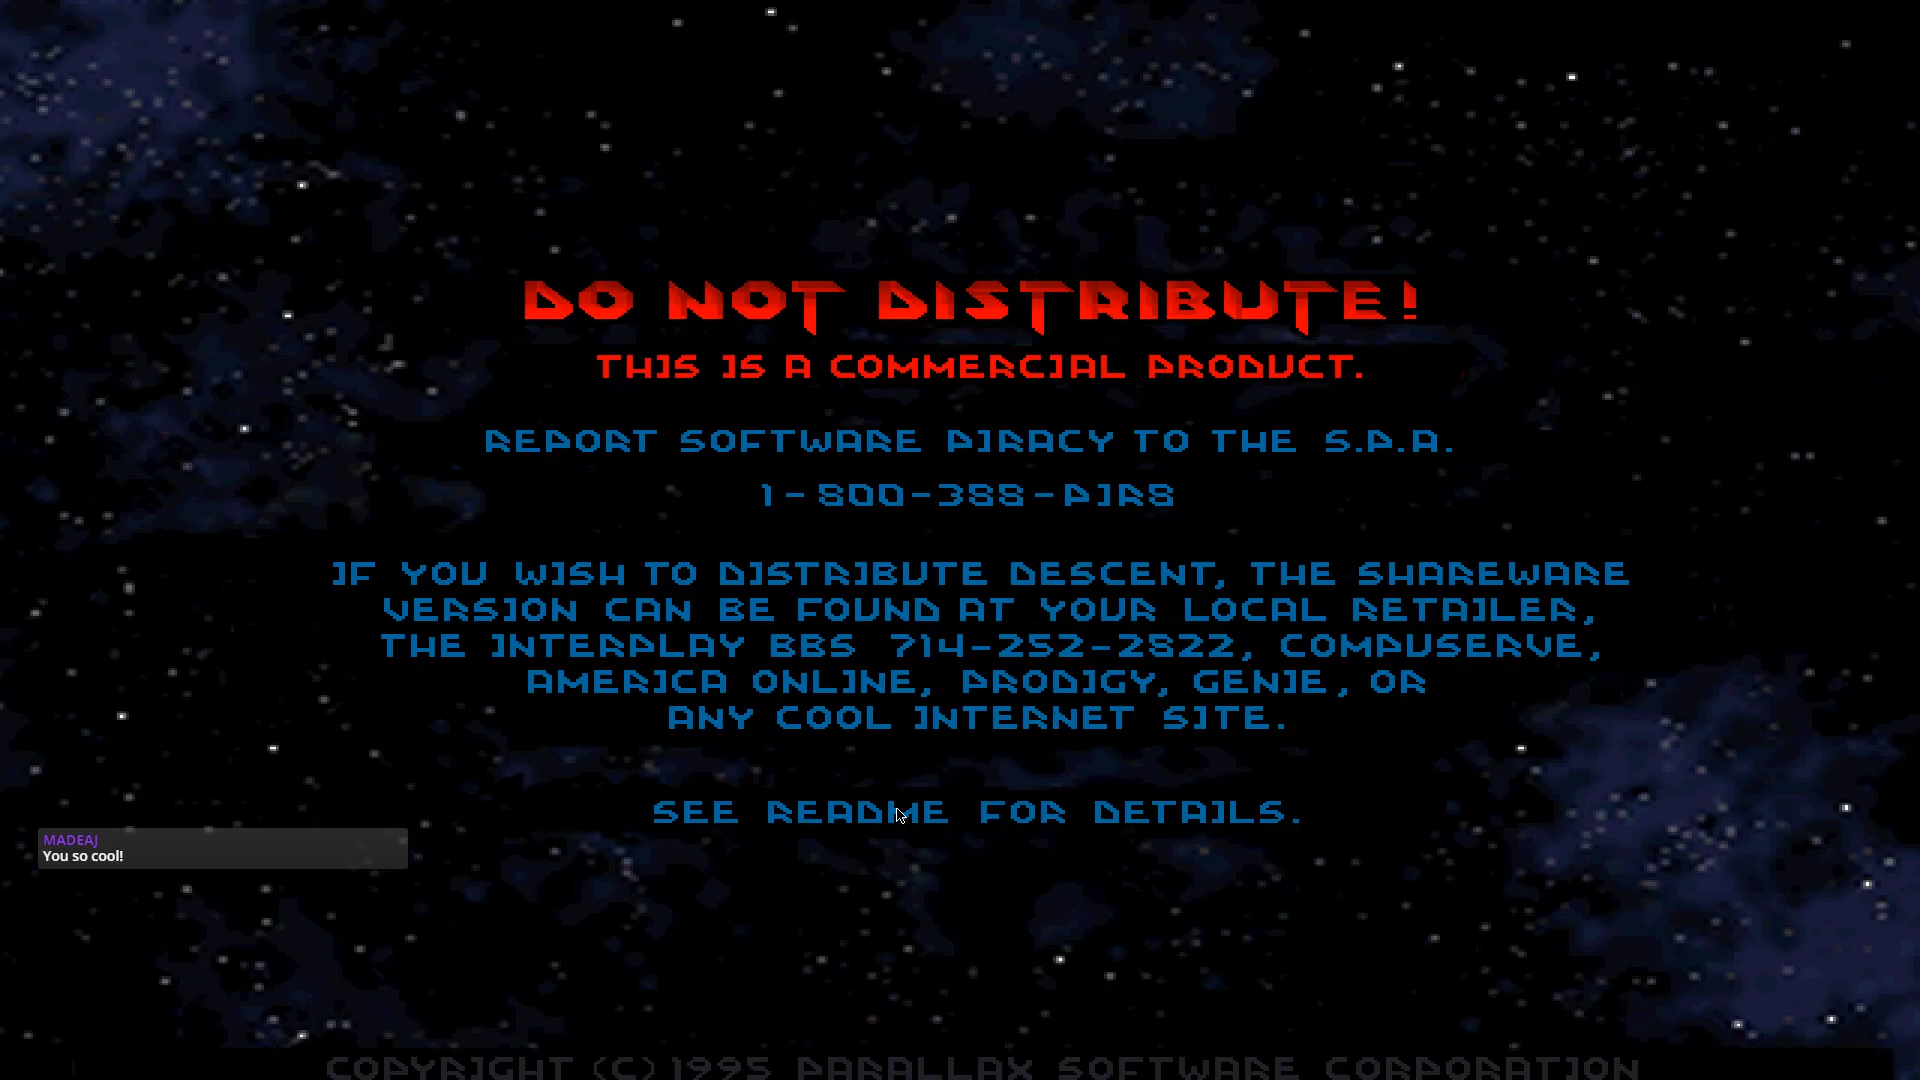 DO NOT DISTRIBUTE!
THIS IS A COMMERCIAL PRODUCT.
REPORT SOFTWARE PIRACY TO THE S.P.A.
1-800-388-PIR8
IF YOU WISH TO DISTRIBUTE DESCENT, THE SHAREWARE
VERSION CAN BE FOUND AT YOUR LOCAL RETAILER,
THE INTERPLAY BBS 714-252-2822, COMPUSERVE,
AMERICA ONLINE, PRODIGY, GENIE, OR
ANY COOL INTERNET SITE.
SEE README FOR DETAILS.
MADEAJ
You so cool!
COPYRIGHT (C) 1995 PARALLAX SOFTWARE CORPORATION